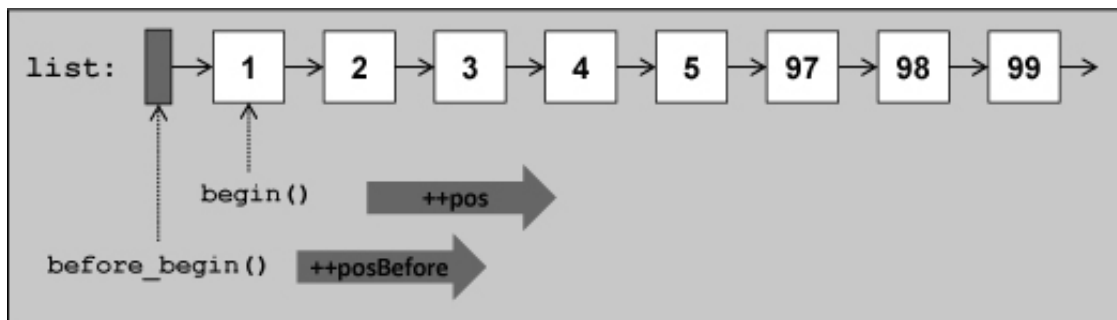 list: 1 2 3 4 5 97 98 99
begin() ++pos
before_begin() ++posBefore